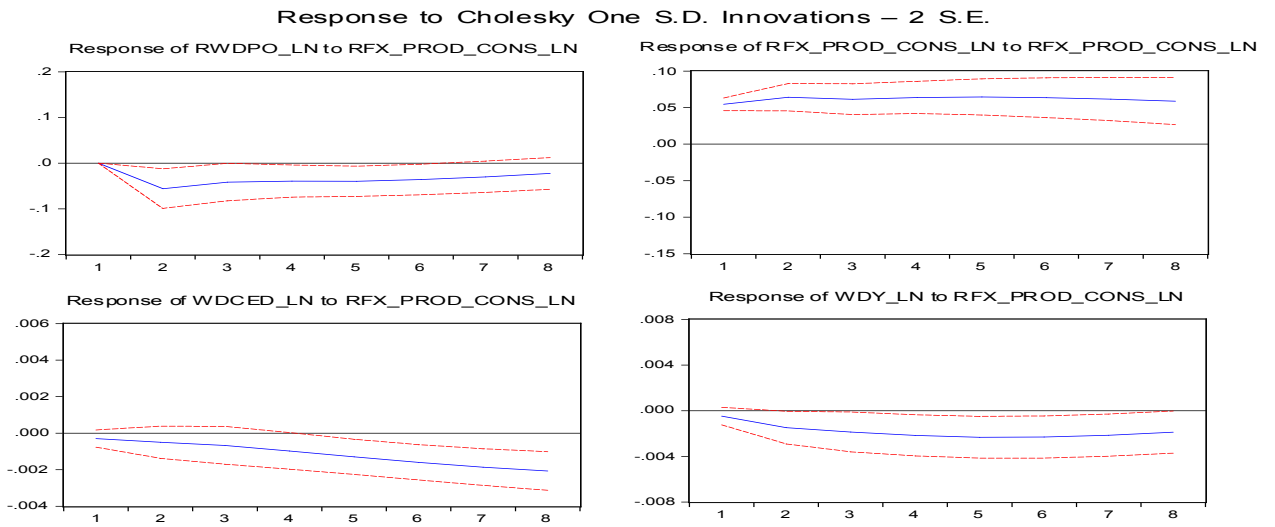 Response to Cholesky One S.D. Innovations – 2 S.E.
Response of RWDPO_LN to RFX_PROD_CONS_LN
.2
.1
.0
-.1
-.2
1 2 3 4 5 6 7 8
Response of RFX_PROD_CONS_LN to RFX_PROD_CONS_LN
.10
.05
.00
-.05
-.10
-.15
1 2 3 4 5 6 7 8
Response of WDCED_LN to RFX_PROD_CONS_LN
.006
.004
.002
.000
-.002
-.004
1 2 3 4 5 6 7 8
Response of WDY_LN to RFX_PROD_CONS_LN
.008
.004
.000
-.004
-.008
1 2 3 4 5 6 7 8